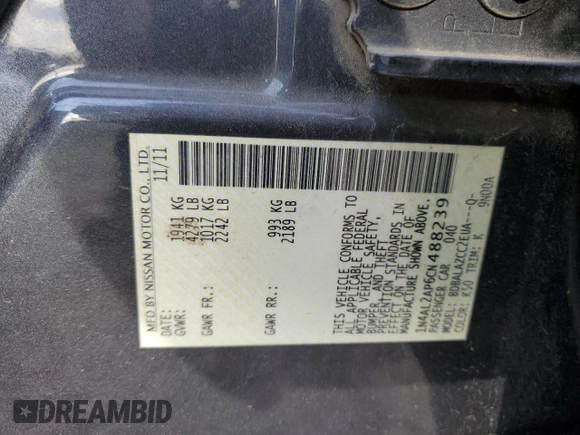 MFD BY NISSAN MOTOR CO., LTD.
DATE: 11/11
GVWR: 1941 KG
4279 LB
GAWR FR.: 1017 KG
2242 LB
GAWR RR.: 993 KG
2189 LB
THIS VEHICLE CONFORMS TO
ALL APPLICABLE FEDERAL
MOTOR VEHICLE SAFETY,
BUMPER, AND THEFT
PREVENTION STANDARDS IN
EFFECT ON THE DATE OF
MANUFACTURE SHOWN ABOVE.
1N4AL2AP6CN488239
PASSENGER CAR 040
MODEL: BDBALAZCCZEUA---Q-
COLOR: K50 TRIM: K 9N00A
DREAMBID